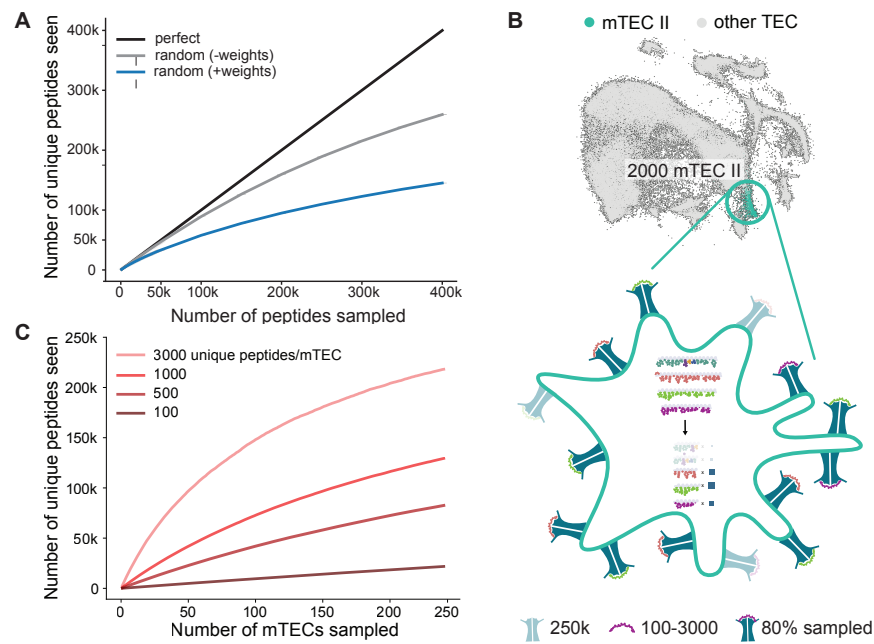 A
Number of unique peptides seen
400k
300k
200k
100k
0
perfect
random (-weights)
random (+weights)
0
50k
100k
200k
300k
400k
Number of peptides sampled
B
mTEC II
other TEC
2000 mTEC II
x
x
x
250k
100-3000
80% sampled
C
Number of unique peptides seen
250k
200k
150k
100k
50k
0
3000 unique peptides/mTEC
1000
500
100
0
50
100
150
200
250
Number of mTECs sampled